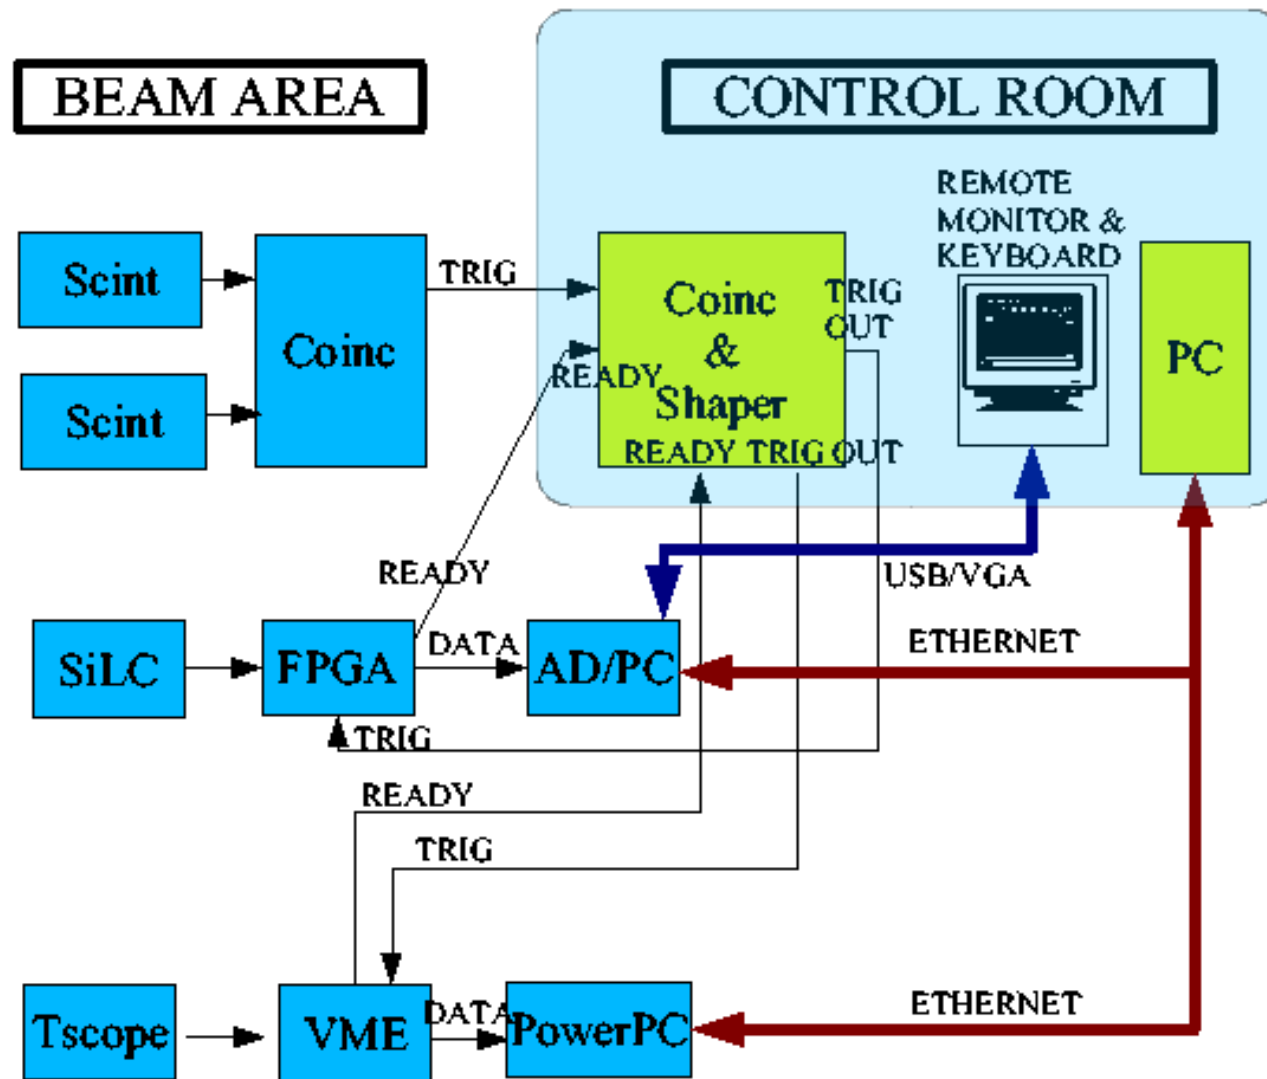 BEAM AREA
CONTROL ROOM
REMOTE
MONITOR &
KEYBOARD
Scint
Coinc
TRIG
Coinc
&
Shaper
TRIG
OUT
PC
Scint
READY
READY TRIG OUT
READY
USB/VGA
SiLC
FPGA
DATA
AD/PC
ETHERNET
TRIG
READY
TRIG
Tscope
VME
DATA
PowerPC
ETHERNET